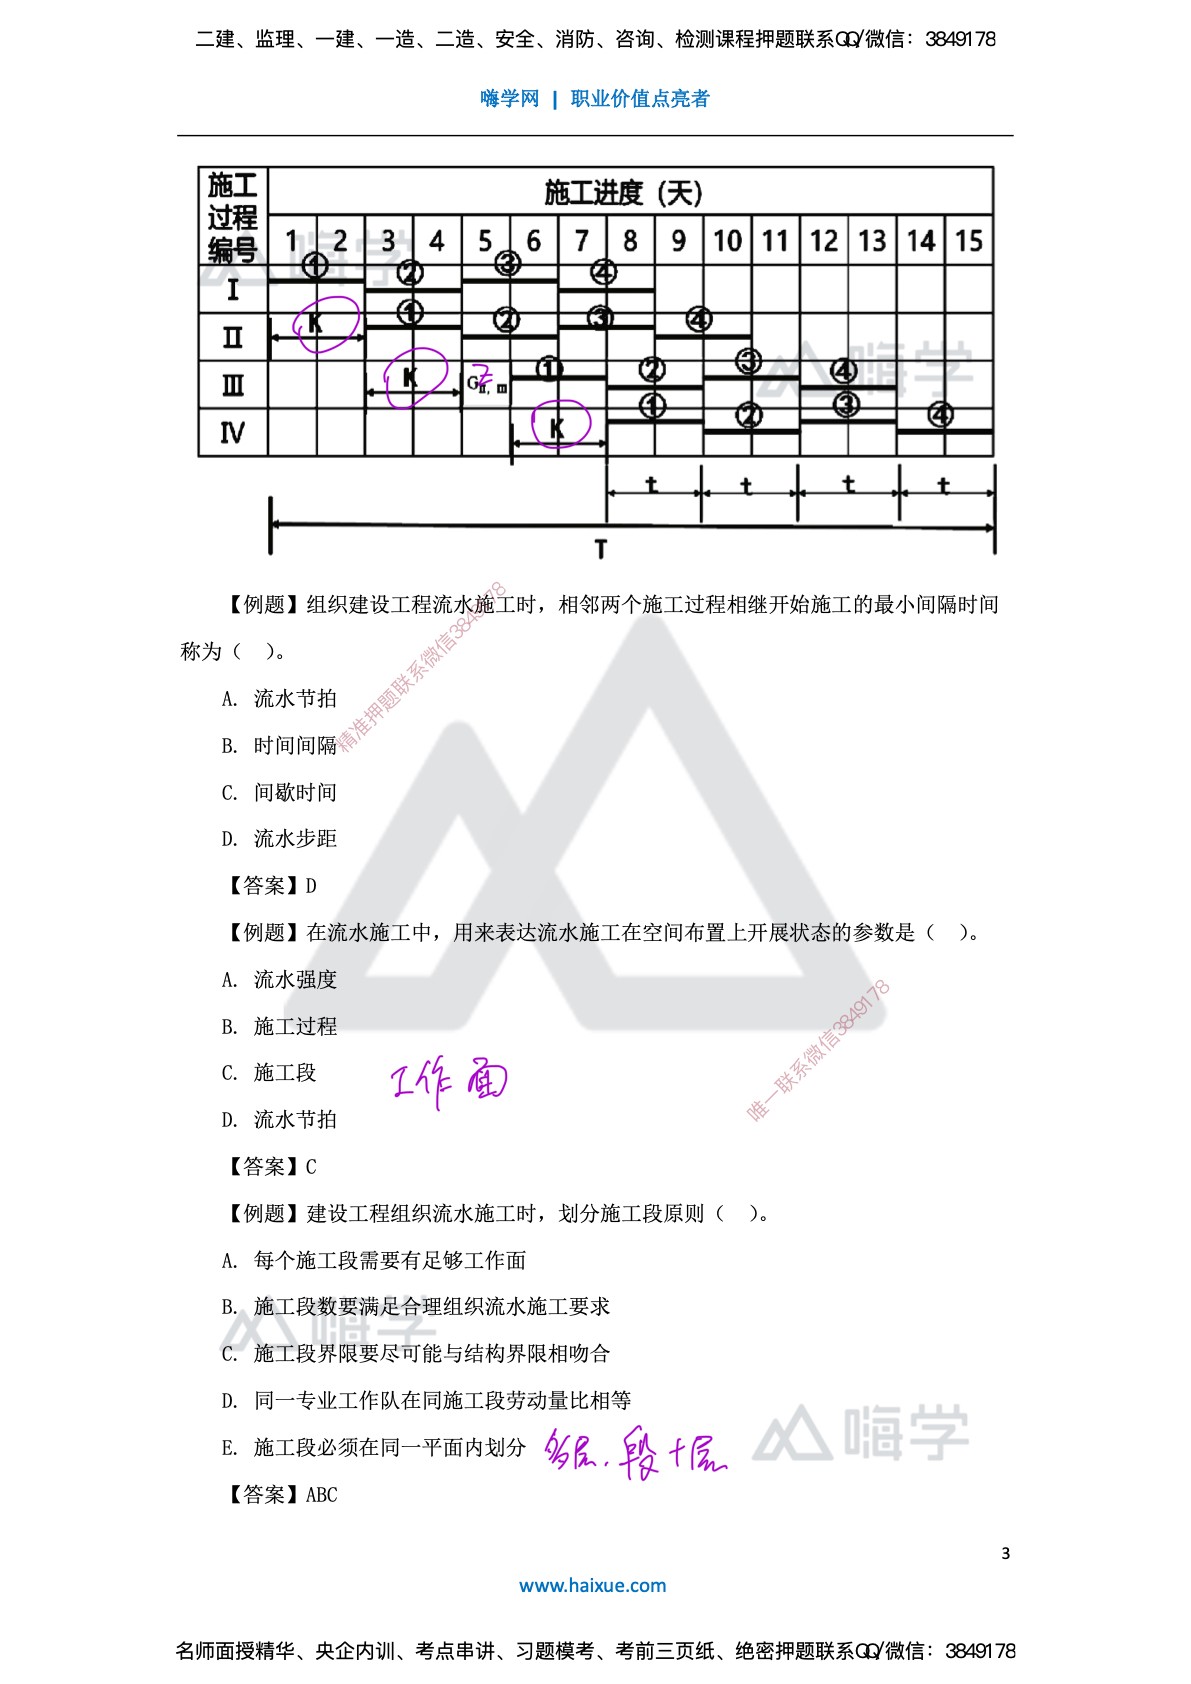 二建、监理、一建、一造、二造、安全、消防、咨询、检测课程押题联系QQ/微信：3849178
嗨学网 | 职业价值点亮者
施工过程编号 施工进度（天）
1 2 3 4 5 6 7 8 9 10 11 12 13 14 15
Ⅰ ① ② ③ ④
Ⅱ K ① ② ③ ④
Ⅲ K Z ① ② ③ ④
Ⅳ K ① ② ③ ④
t t t t
T
【例题】组织建设工程流水施工时，相邻两个施工过程相继开始施工的最小间隔时间
称为（ ）。
A. 流水节拍
B. 时间间隔
C. 间歇时间
D. 流水步距
【答案】D
【例题】在流水施工中，用来表达流水施工在空间布置上开展状态的参数是（ ）。
A. 流水强度
B. 施工过程
C. 施工段 工作面
D. 流水节拍
【答案】C
【例题】建设工程组织流水施工时，划分施工段原则（ ）。
A. 每个施工段需要有足够工作面
B. 施工段数要满足合理组织流水施工要求
C. 施工段界限要尽可能与结构界限相吻合
D. 同一专业工作队在同施工段劳动量比相等
E. 施工段必须在同一平面内划分 多层.段+层
【答案】ABC
嗨学
嗨学
嗨学
嗨学
精准押题联系微信3849178
唯一联系微信3849178
3
www.haixue.com
名师面授精华、央企内训、考点串讲、习题模考、考前三页纸、绝密押题联系QQ/微信：3849178